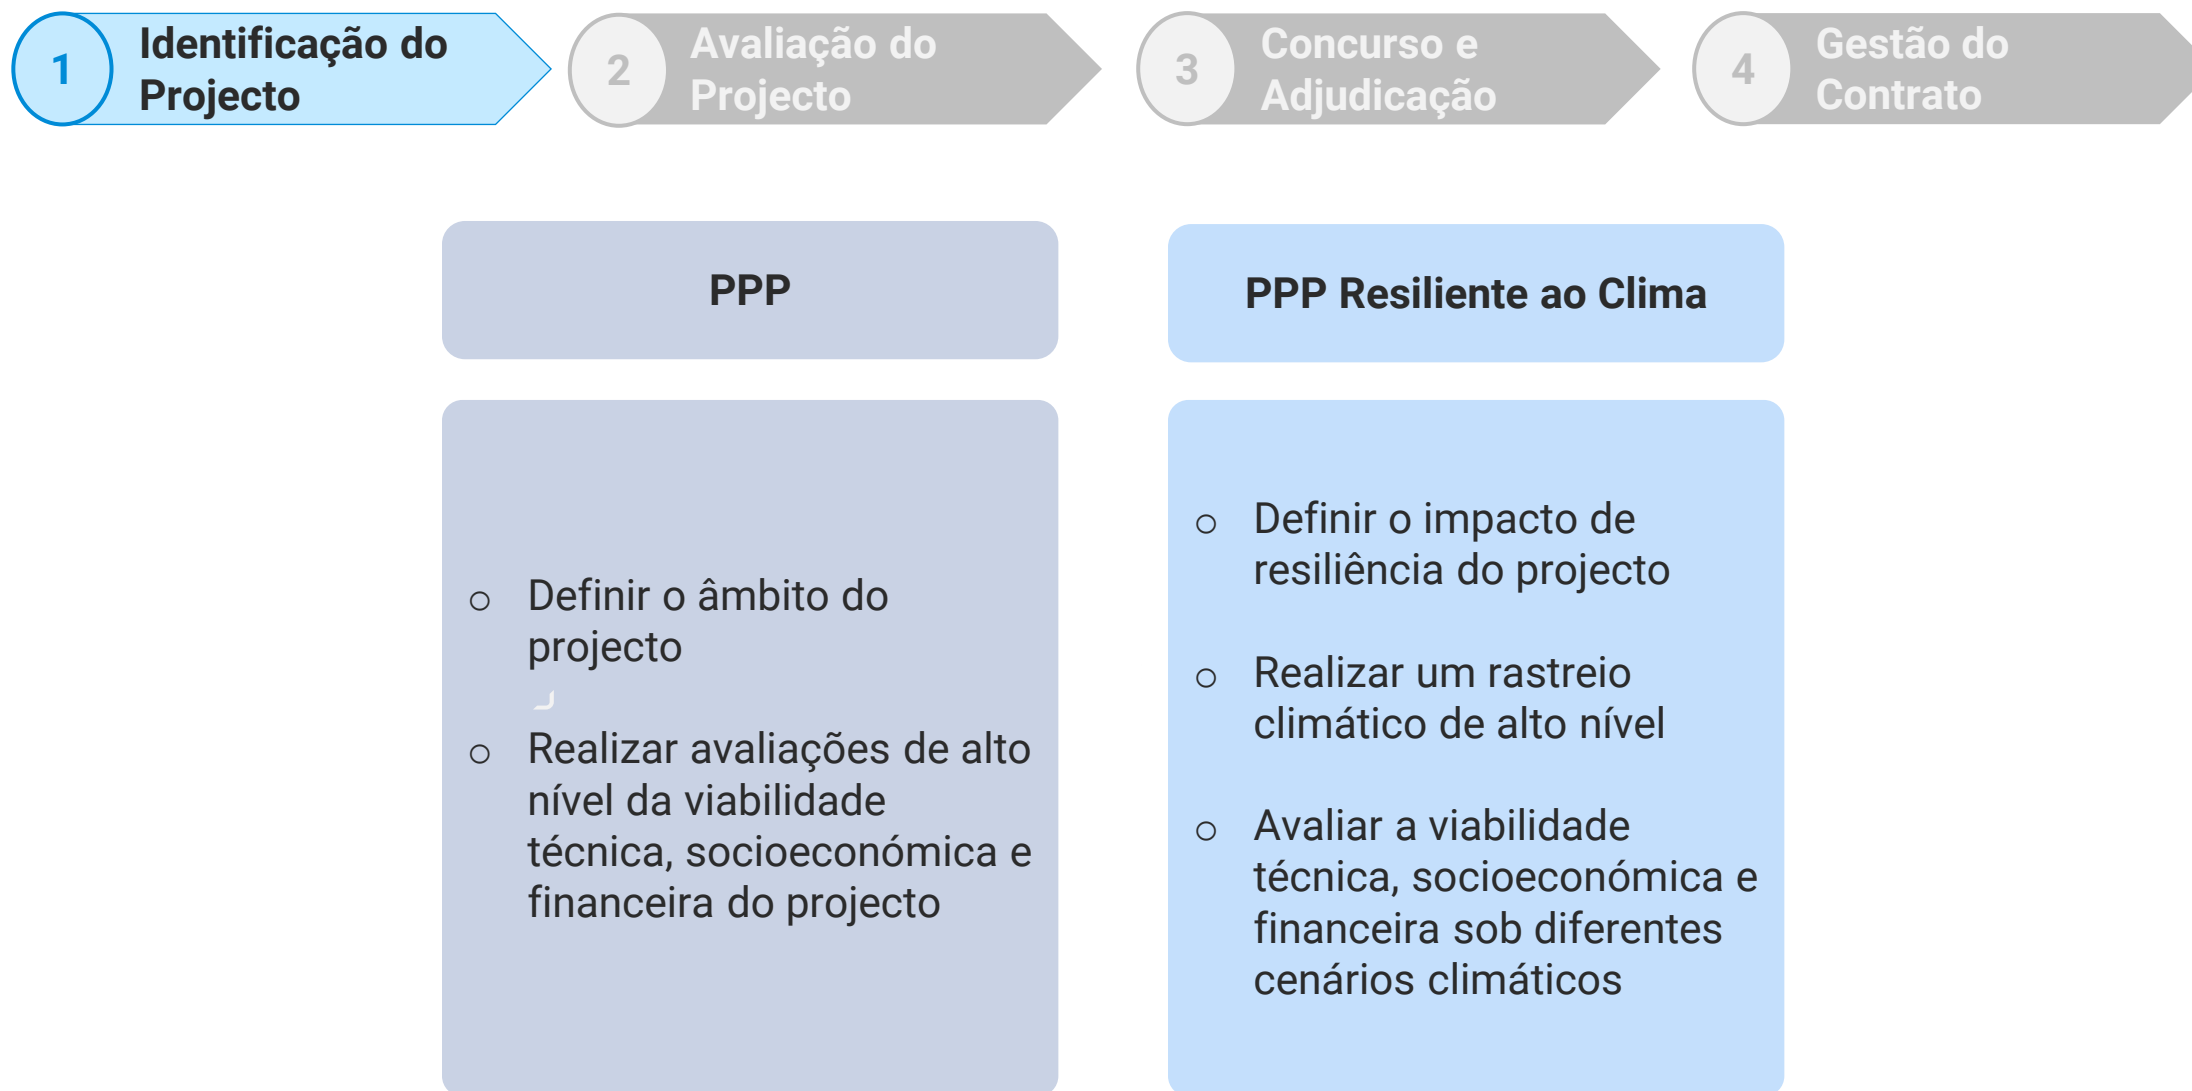 1
Identificação do
Projecto
2
Avaliação do
Projecto
3
Concurso e
Adjudicação
4
Gestão do
Contrato
PPP
○ Definir o âmbito do
projecto
○ Realizar avaliações de alto
nível da viabilidade
técnica, socioeconómica e
financeira do projecto
PPP Resiliente ao Clima
○ Definir o impacto de
resiliência do projecto
○ Realizar um rastreio
climático de alto nível
○ Avaliar a viabilidade
técnica, socioeconómica e
financeira sob diferentes
cenários climáticos